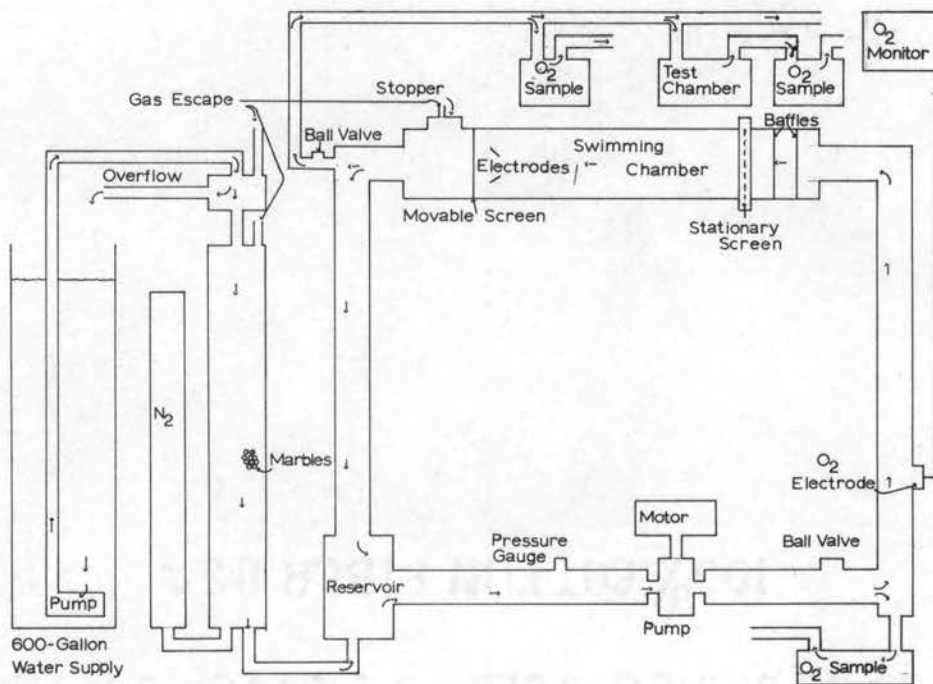 O2
Monitor
Stopper
O2
Sample
Test
Chamber
O2
Sample
Gas Escape
Ball Valve
Baffles
Swimming
Chamber
Electrodes
Overflow
Movable Screen
Stationary
Screen
N2
Marbles
O2
Electrode
Motor
Pressure
Gauge
Ball Valve
Reservoir
Pump
Pump
600-Gallon
Water Supply
O2 Sample